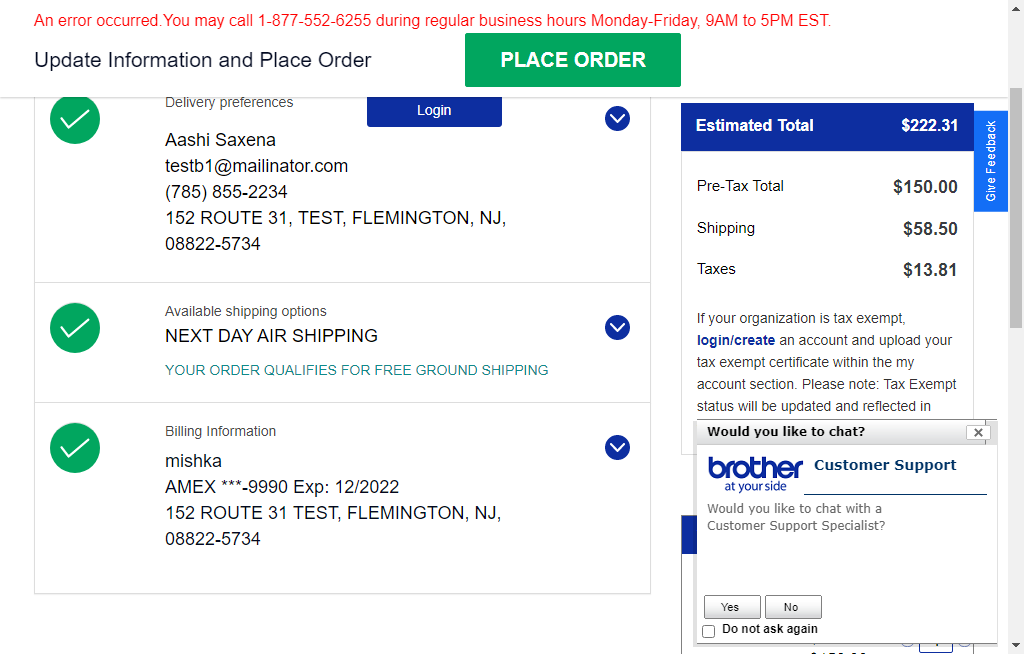 An error occurred.You may call 1-877-552-6255 during regular business hours Monday-Friday, 9AM to 5PM EST.
Update Information and Place Order
PLACE ORDER
Delivery preferences
Login
Aashi Saxena
testb1@mailinator.com
(785) 855-2234
152 ROUTE 31, TEST, FLEMINGTON, NJ,
08822-5734
Available shipping options
NEXT DAY AIR SHIPPING
YOUR ORDER QUALIFIES FOR FREE GROUND SHIPPING
Billing Information
mishka
AMEX ***-9990 Exp: 12/2022
152 ROUTE 31 TEST, FLEMINGTON, NJ,
08822-5734
Estimated Total $222.31
Pre-Tax Total $150.00
Shipping $58.50
Taxes $13.81
If your organization is tax exempt,
login/create an account and upload your
tax exempt certificate within the my
account section. Please note: Tax Exempt
status will be updated and reflected in
Give Feedback
Would you like to chat?
brother
at your side
Customer Support
Would you like to chat with a
Customer Support Specialist?
Yes No
Do not ask again